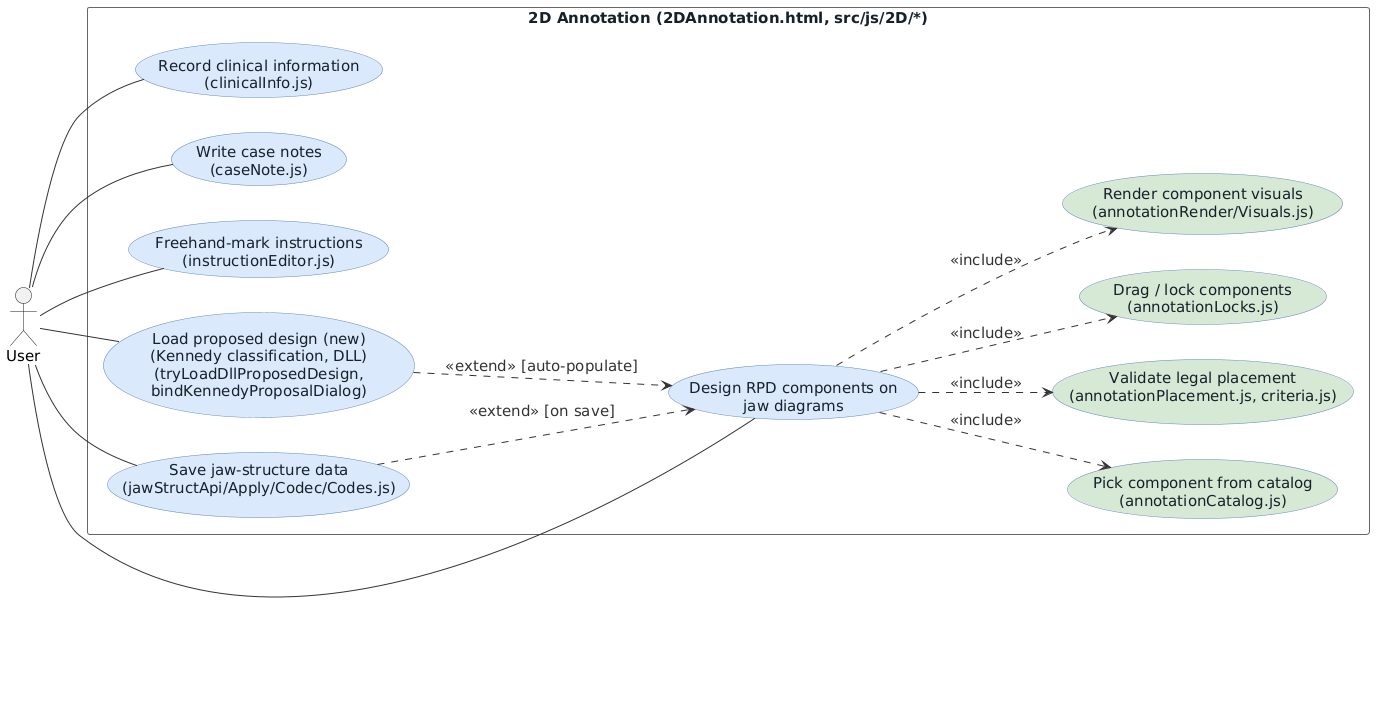 2D Annotation (2DAnnotation.html, src/js/2D/*)
Record clinical information
(clinicalInfo.js)
Write case notes
(caseNote.js)
Freehand-mark instructions
(instructionEditor.js)
User
Load proposed design (new)
(Kennedy classification, DLL)
(tryLoadDllProposedDesign,
bindKennedyProposalDialog)
Save jaw-structure data
(jawStructApi/Apply/Codec/Codes.js)
«extend» [auto-populate]
«extend» [on save]
Design RPD components on
jaw diagrams
«include»
«include»
«include»
«include»
Render component visuals
(annotationRender/Visuals.js)
Drag / lock components
(annotationLocks.js)
Validate legal placement
(annotationPlacement.js, criteria.js)
Pick component from catalog
(annotationCatalog.js)